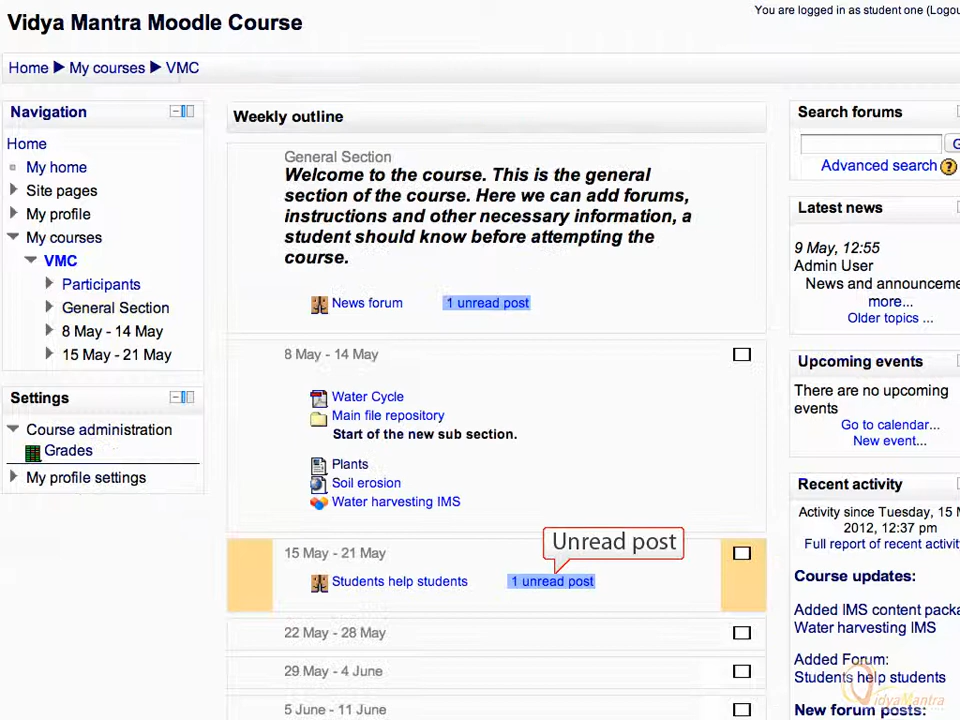 Vidya Mantra Moodle Course
You are logged in as student one (Logou
Home ▶ My courses ▶ VMC
Navigation
Home
My home
Site pages
My profile
My courses
VMC
Participants
General Section
8 May - 14 May
15 May - 21 May
Settings
Course administration
Grades
My profile settings
Weekly outline
General Section
Welcome to the course. This is the general
section of the course. Here we can add forums,
instructions and other necessary information, a
student should know before attempting the
course.
News forum 1 unread post
8 May - 14 May
Water Cycle
Main file repository
Start of the new sub section.
Plants
Soil erosion
Water harvesting IMS
Unread post
15 May - 21 May
Students help students 1 unread post
22 May - 28 May
29 May - 4 June
5 June - 11 June
Search forums
G
Advanced search ?
Latest news
9 May, 12:55
Admin User
News and announceme
more...
Older topics ...
Upcoming events
There are no upcoming
events
Go to calendar...
New event...
Recent activity
Activity since Tuesday, 15 M
2012, 12:37 pm
Full report of recent activit
Course updates:
Added IMS content packa
Water harvesting IMS
Added Forum:
Students help students
VidyaMantra
New forum posts: